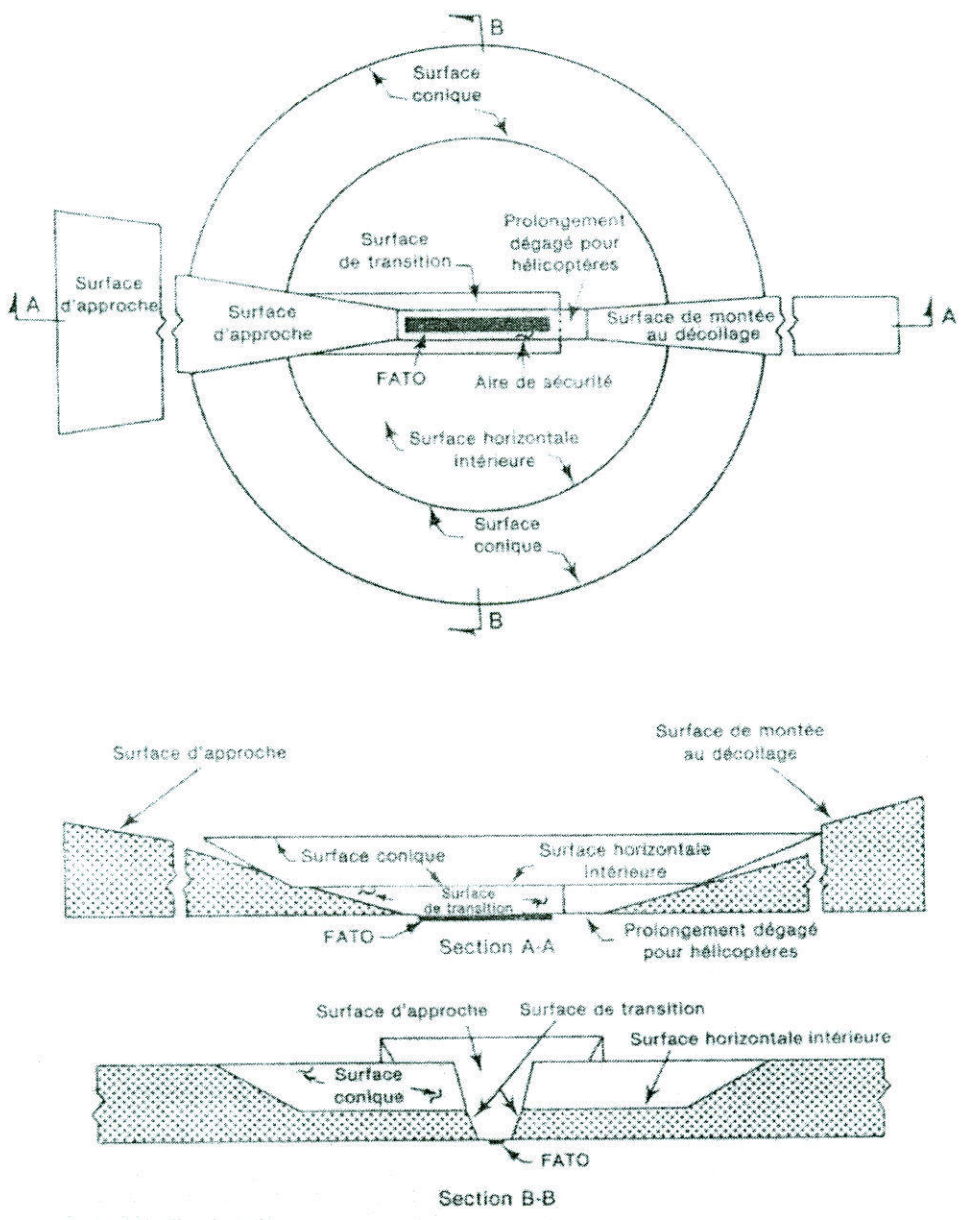 B
Surface
conique
Prolongement
dégagé pour
hélicoptères
Surface
de transition
Surface
d'approche
A
Surface
d'approche
Surface de montée
au décollage
A
FATO
Aire de sécurité
Surface horizontale
intérieure
Surface
conique
B
Surface d'approche
Surface de montée
au décollage
Surface conique
Surface horizontale
intérieure
Surface
de transition
FATO
Section A-A
Prolongement dégagé
pour hélicoptères
Surface d'approche
Surface de transition
Surface horizontale intérieure
Surface
conique
FATO
Section B-B